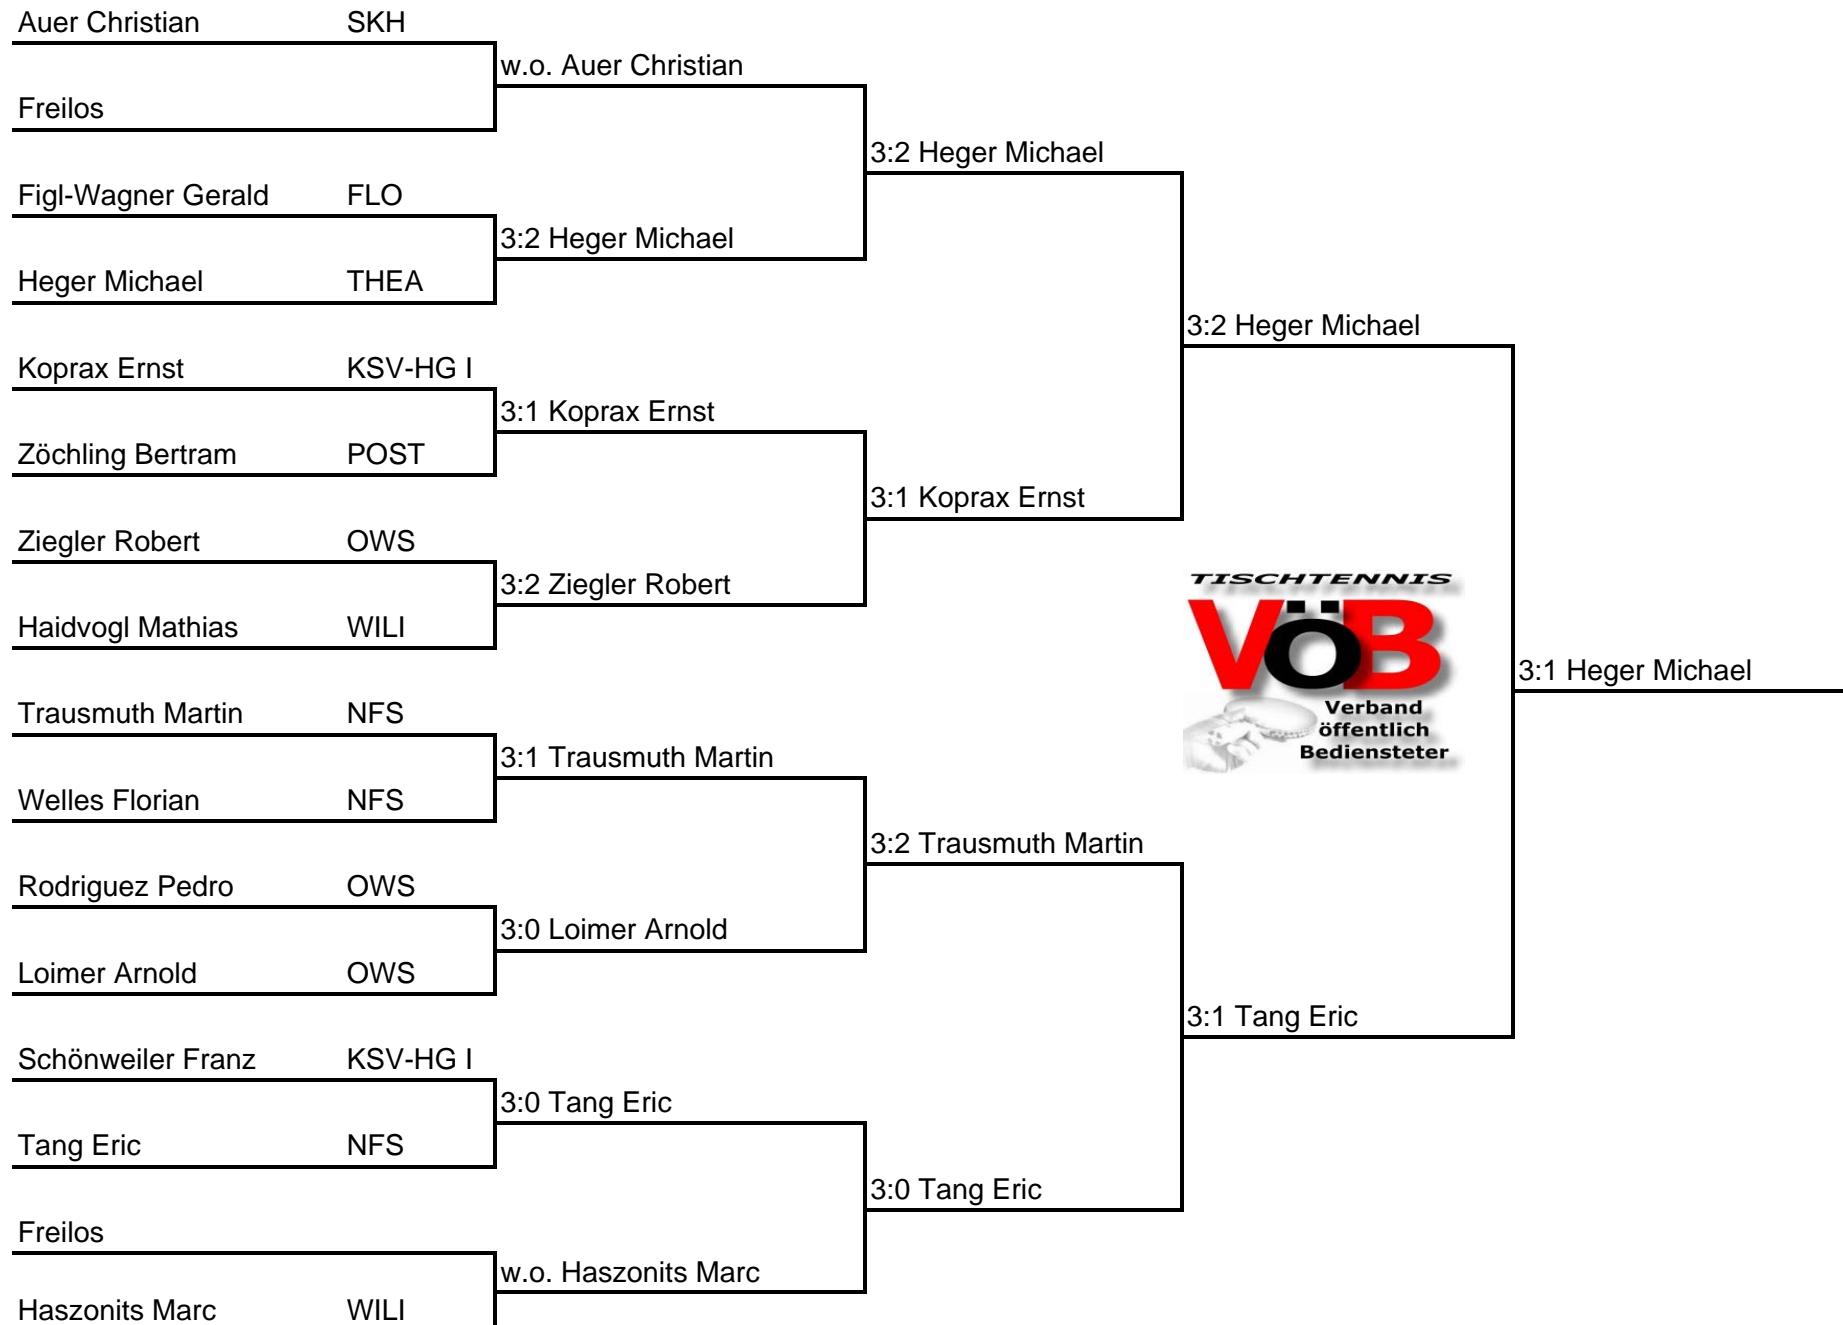 Auer Christian SKH
w.o. Auer Christian
Freilos
3:2 Heger Michael
Figl-Wagner Gerald FLO
3:2 Heger Michael
Heger Michael THEA
3:2 Heger Michael
Koprax Ernst KSV-HG I
3:1 Koprax Ernst
Zöchling Bertram POST
3:1 Koprax Ernst
Ziegler Robert OWS
3:2 Ziegler Robert
Haidvogl Mathias WILI
TISCHTENNIS
VÖB
Verband
öffentlich
Bediensteter
3:1 Heger Michael
Trausmuth Martin NFS
3:1 Trausmuth Martin
Welles Florian NFS
3:2 Trausmuth Martin
Rodriguez Pedro OWS
3:0 Loimer Arnold
Loimer Arnold OWS
3:1 Tang Eric
Schönweiler Franz KSV-HG I
3:0 Tang Eric
Tang Eric NFS
3:0 Tang Eric
Freilos
w.o. Haszonits Marc
Haszonits Marc WILI